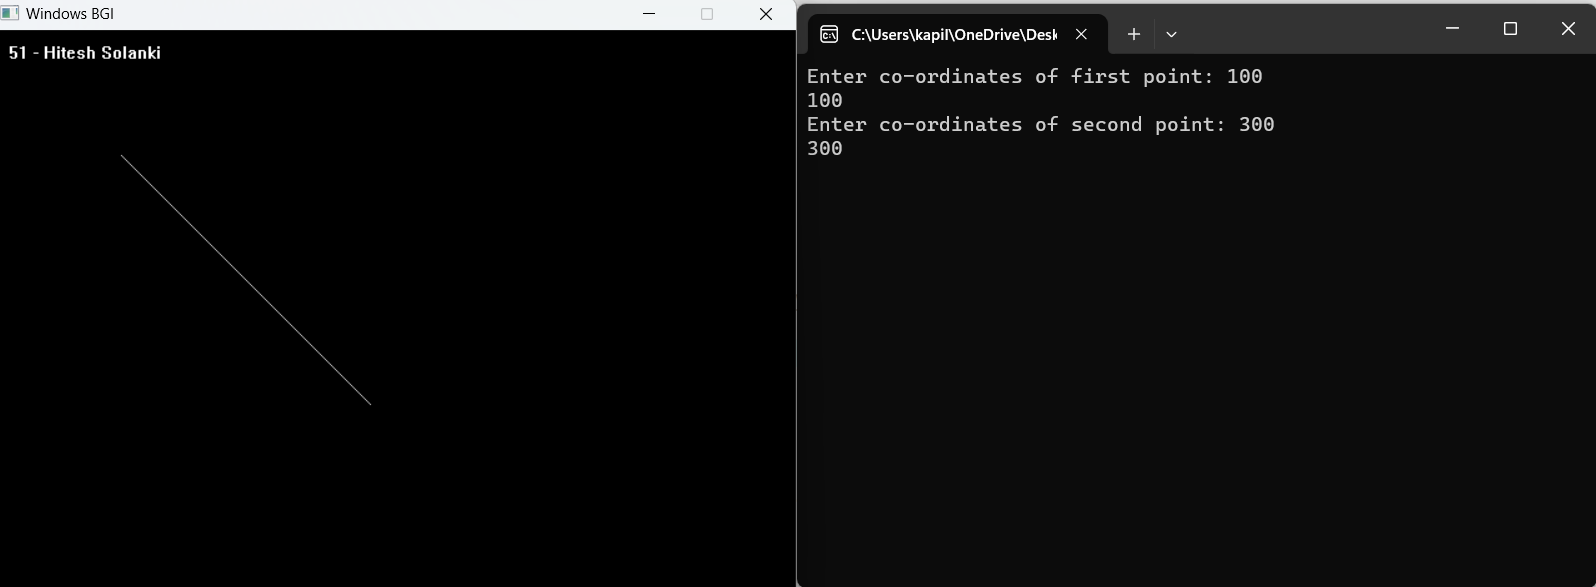 Windows BGI
51 - Hitesh Solanki
C:\Users\kapil\OneDrive\Desk
Enter co-ordinates of first point: 100
100
Enter co-ordinates of second point: 300
300